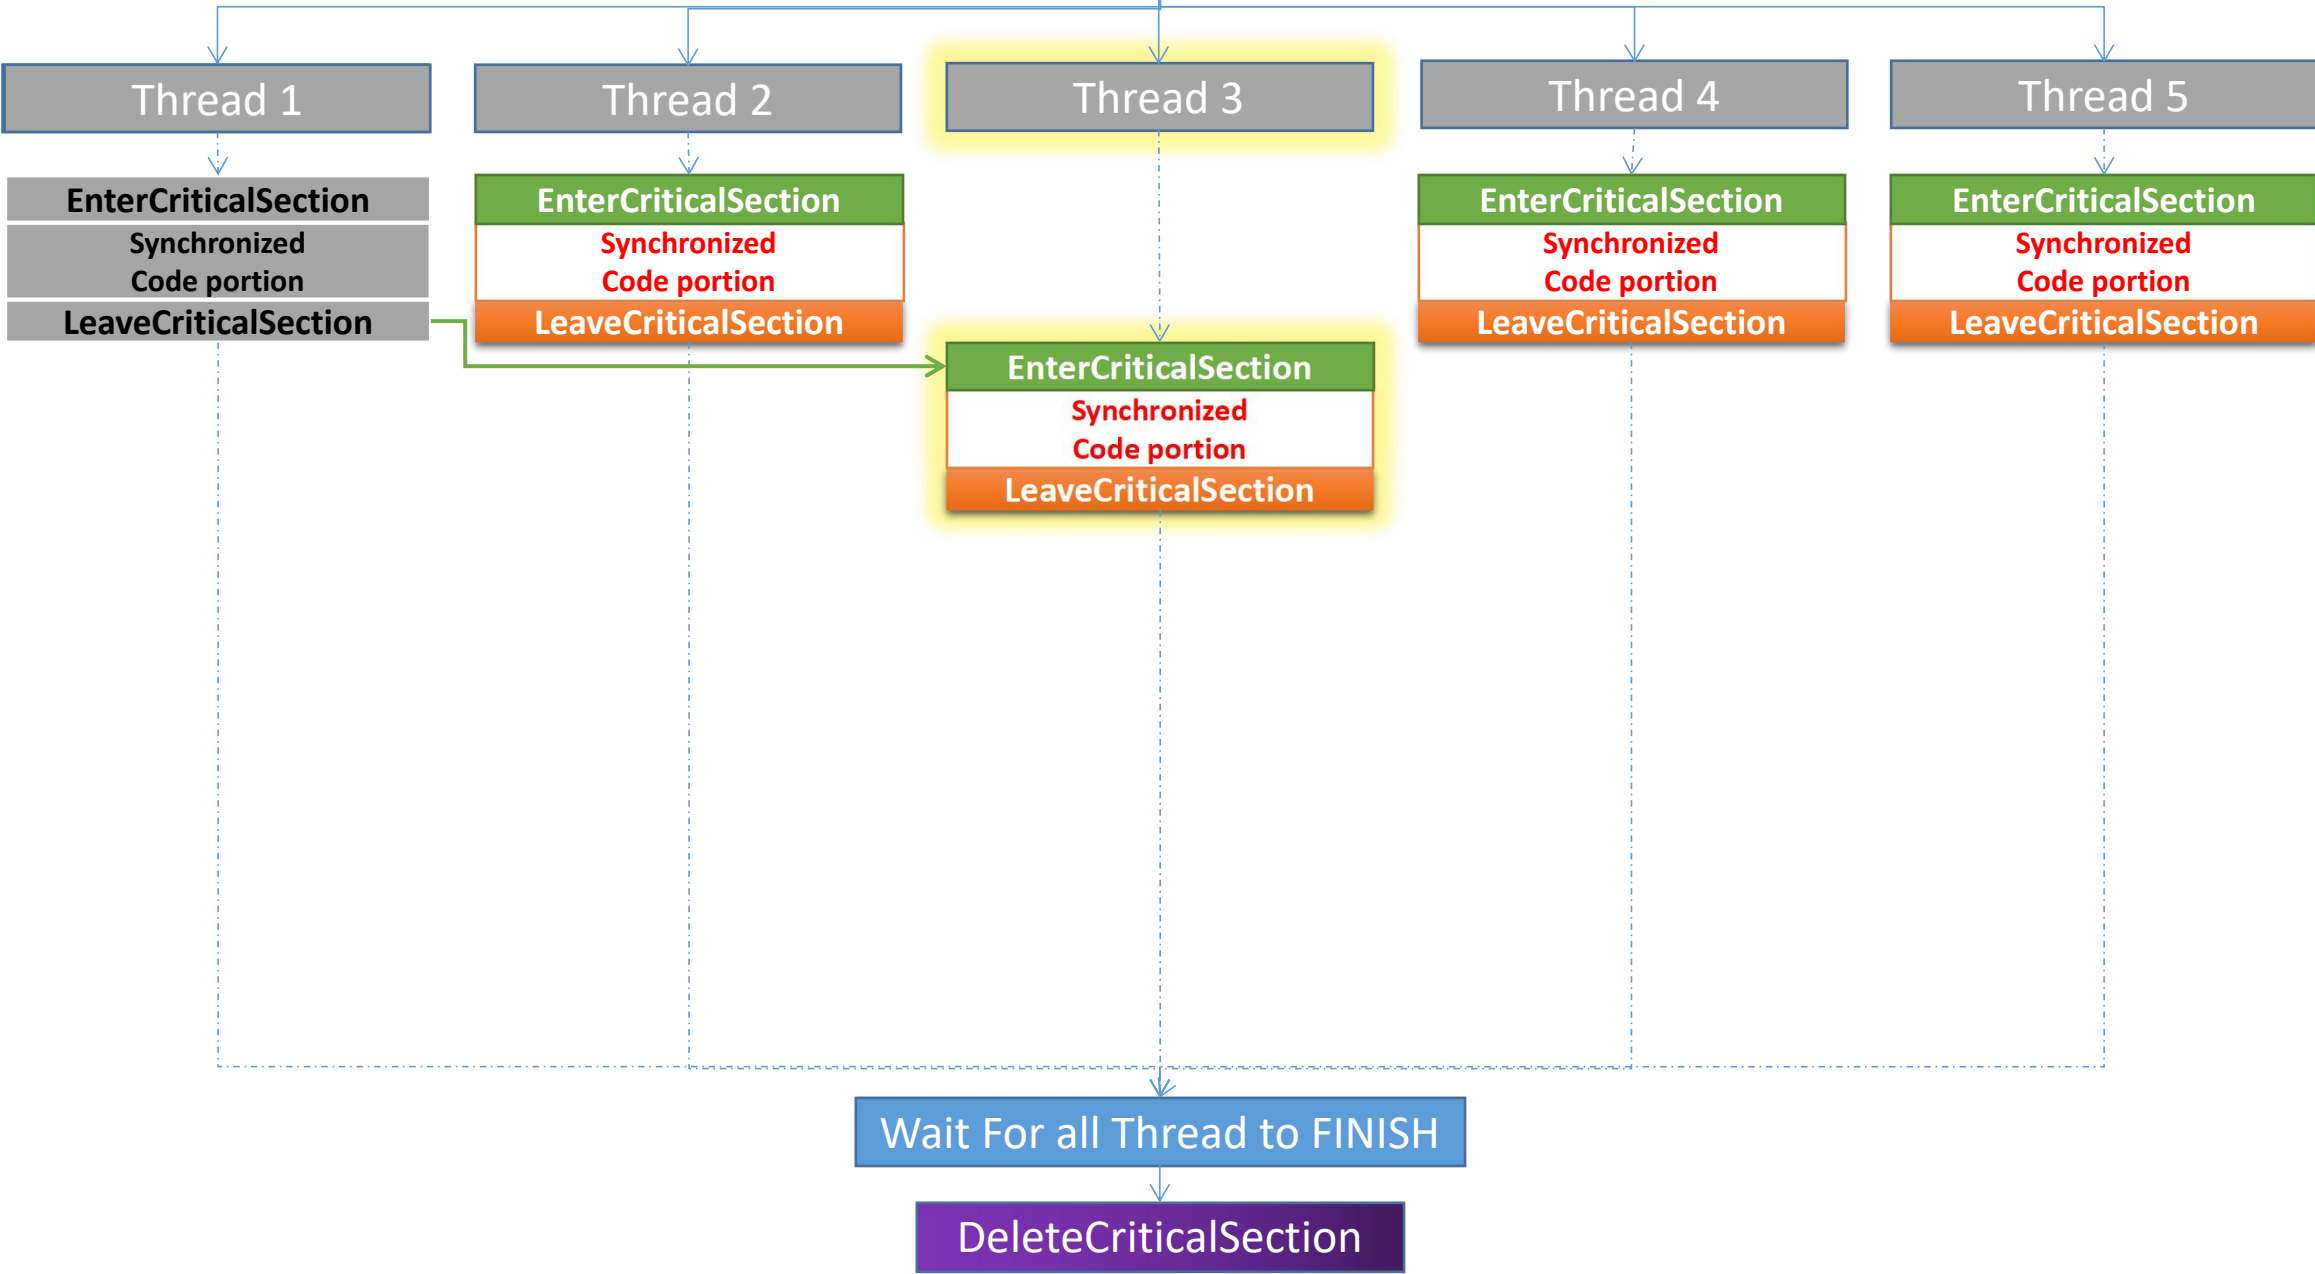 Thread 1
Thread 2
Thread 3
Thread 4
Thread 5
EnterCriticalSection
Synchronized
Code portion
LeaveCriticalSection
EnterCriticalSection
Synchronized
Code portion
LeaveCriticalSection
EnterCriticalSection
Synchronized
Code portion
LeaveCriticalSection
EnterCriticalSection
Synchronized
Code portion
LeaveCriticalSection
EnterCriticalSection
Synchronized
Code portion
LeaveCriticalSection
Wait For all Thread to FINISH
DeleteCriticalSection